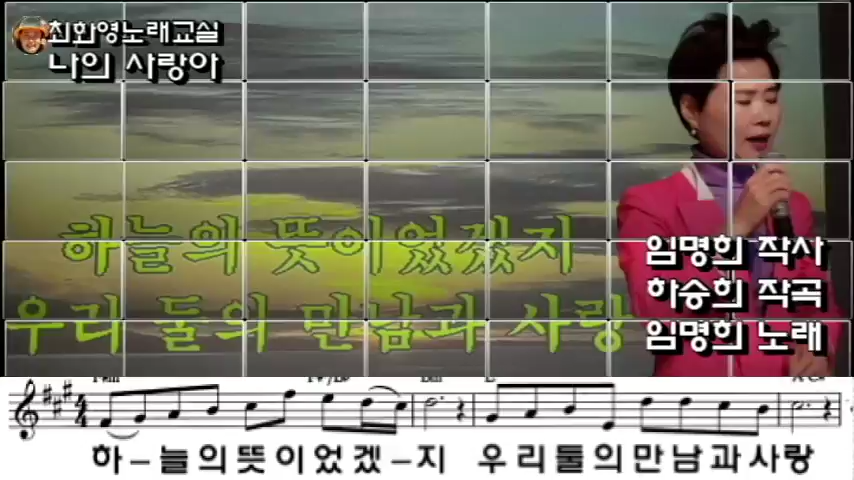 최화영노래교실
나의 사랑아
하늘의 뜻이었겠지
우리 둘의 만남과 사랑
임명희 작사
하승희 작곡
임명희 노래
하-늘의뜻이었겠-지 우리둘의만남과사랑